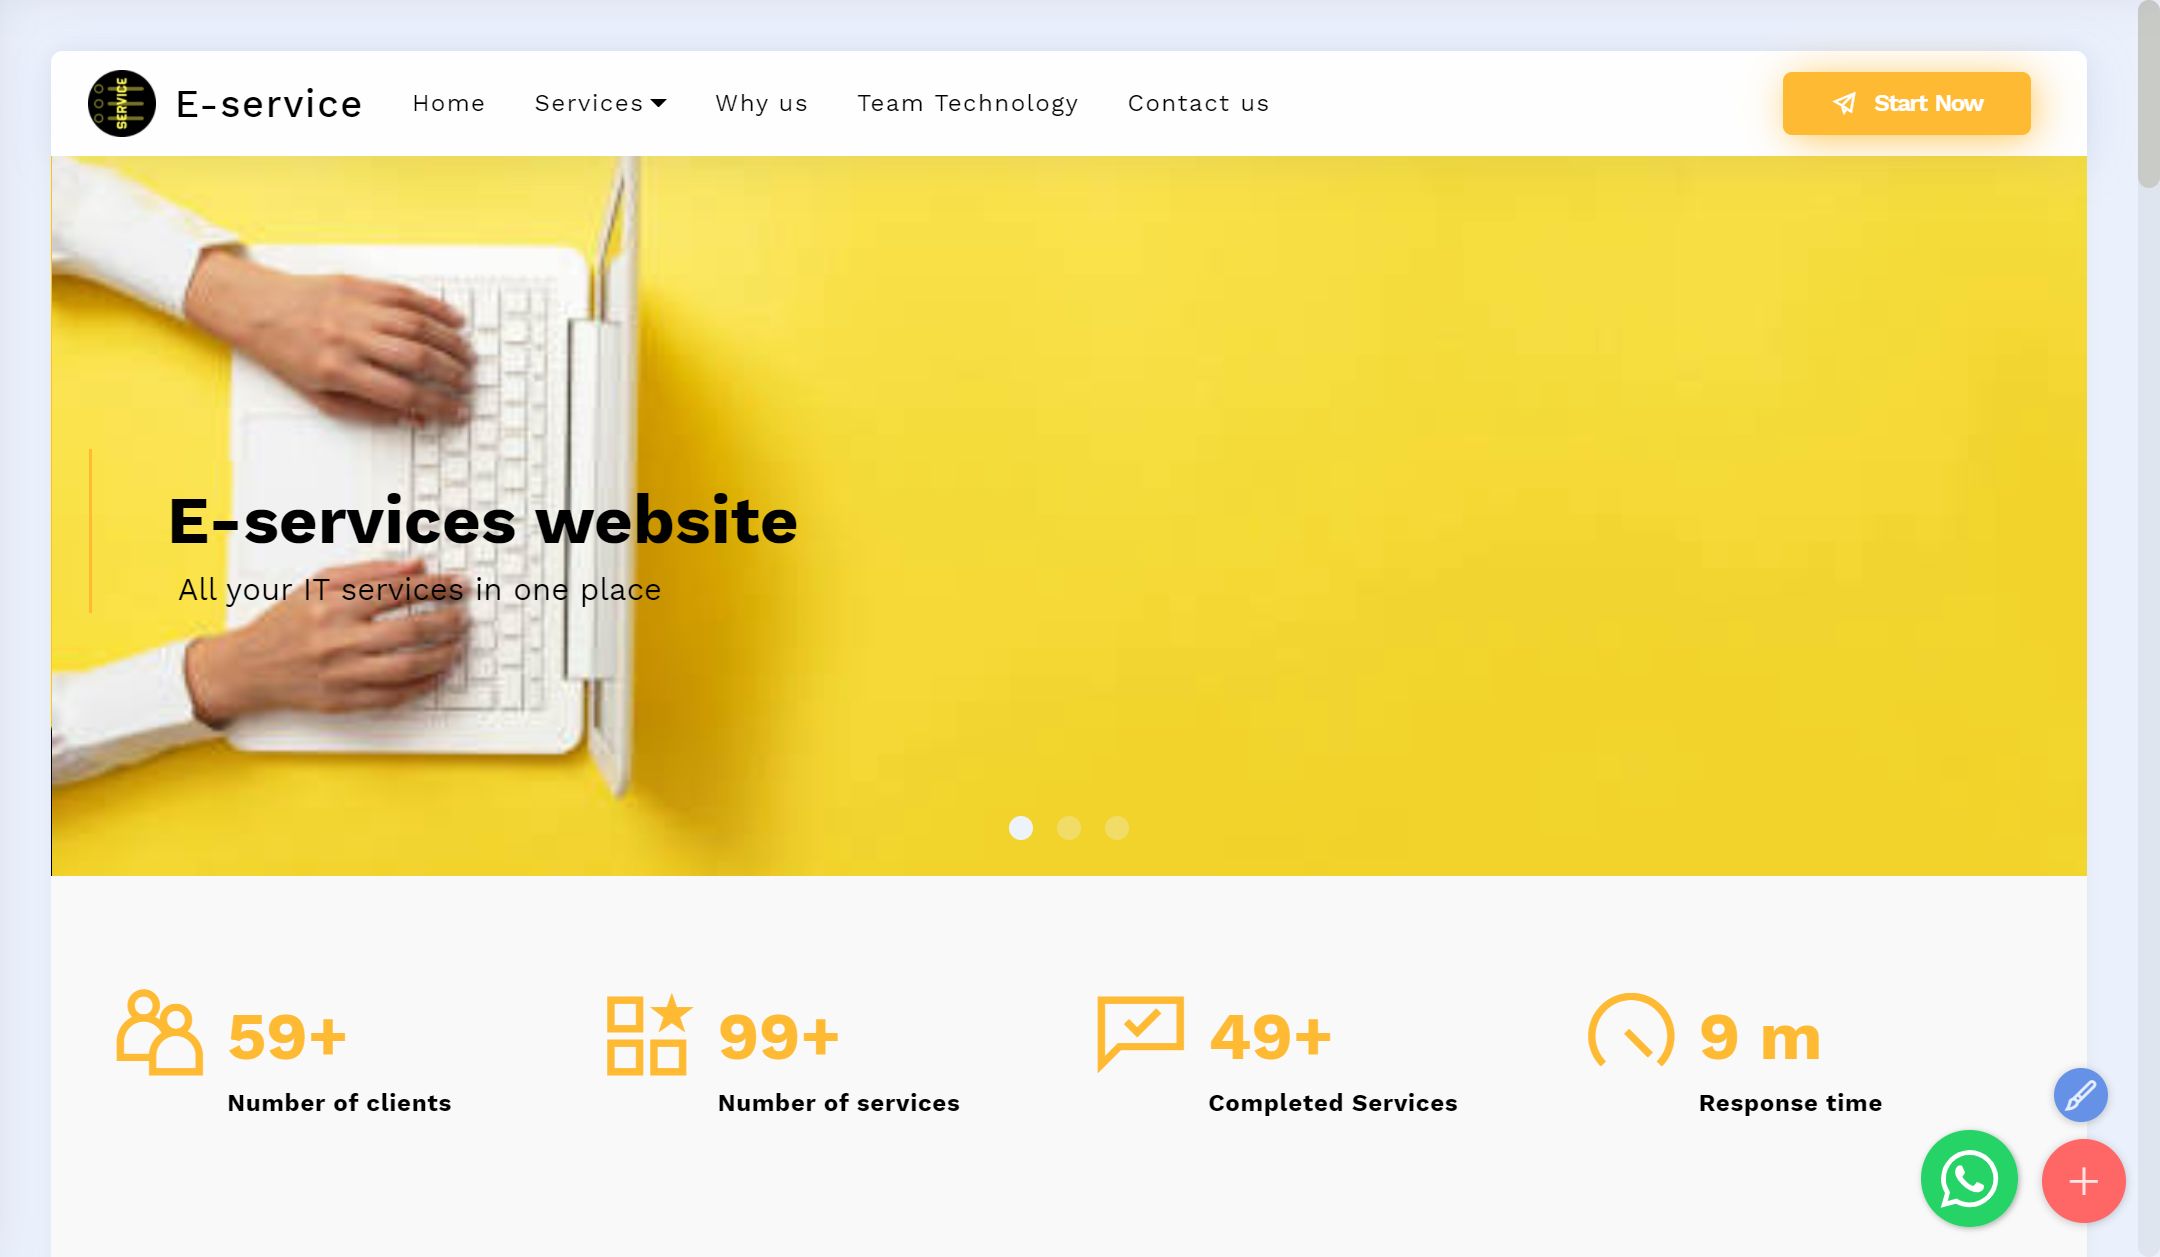 SERVICE
E-service
Home
Services
Why us
Team Technology
Contact us
Start Now
E-services website
All your IT services in one place
59+
Number of clients
99+
Number of services
49+
Completed Services
9 m
Response time